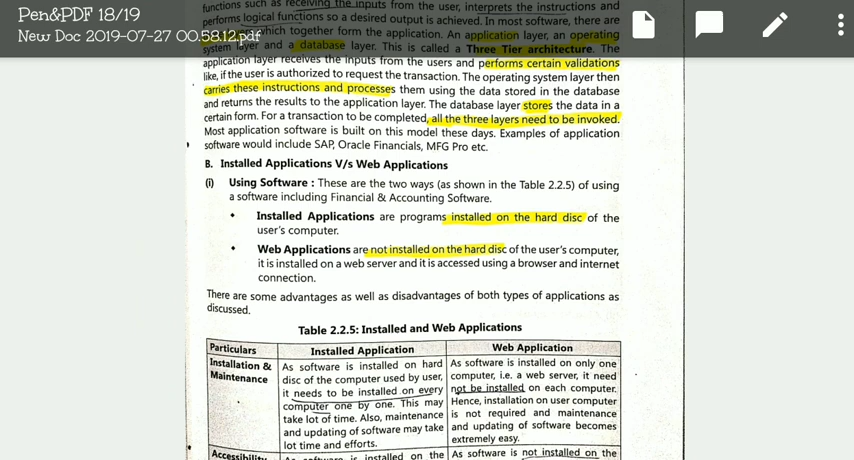 Pen&PDF 18/19
New Doc 2019-07-27 00.58.12.pdf
functions such as receiving the inputs from the user, interprets the instructions and
performs logical functions so a desired output is achieved. In most software, there are
which together form the application. An application layer, an operating
system layer and a database layer. This is called a Three Tier architecture. The
application layer receives the inputs from the users and performs certain validations
like, if the user is authorized to request the transaction. The operating system layer then
carries these instructions and processes them using the data stored in the database
and returns the results to the application layer. The database layer stores the data in a
certain form. For a transaction to be completed, all the three layers need to be invoked.
Most application software is built on this model these days. Examples of application
software would include SAP, Oracle Financials, MFG Pro etc.
B. Installed Applications V/s Web Applications
(i) Using Software : These are the two ways (as shown in the Table 2.2.5) of using
a software including Financial & Accounting Software.
• Installed Applications are programs installed on the hard disc of the
user's computer.
• Web Applications are not installed on the hard disc of the user's computer,
it is installed on a web server and it is accessed using a browser and internet
connection.
There are some advantages as well as disadvantages of both types of applications as
discussed.
Table 2.2.5: Installed and Web Applications
Particulars Installed Application Web Application
Installation & Maintenance
As software is installed on hard
disc of the computer used by user,
it needs to be installed on every
computer one by one. This may
take lot of time. Also, maintenance
and updating of software may take
lot time and efforts.
As software is installed on only one
computer, i.e. a web server, it need
not be installed on each computer.
Hence, installation on user computer
is not required and maintenance
and updating of software becomes
extremely easy.
Accessibility
As software is installed on the
As software is not installed on the